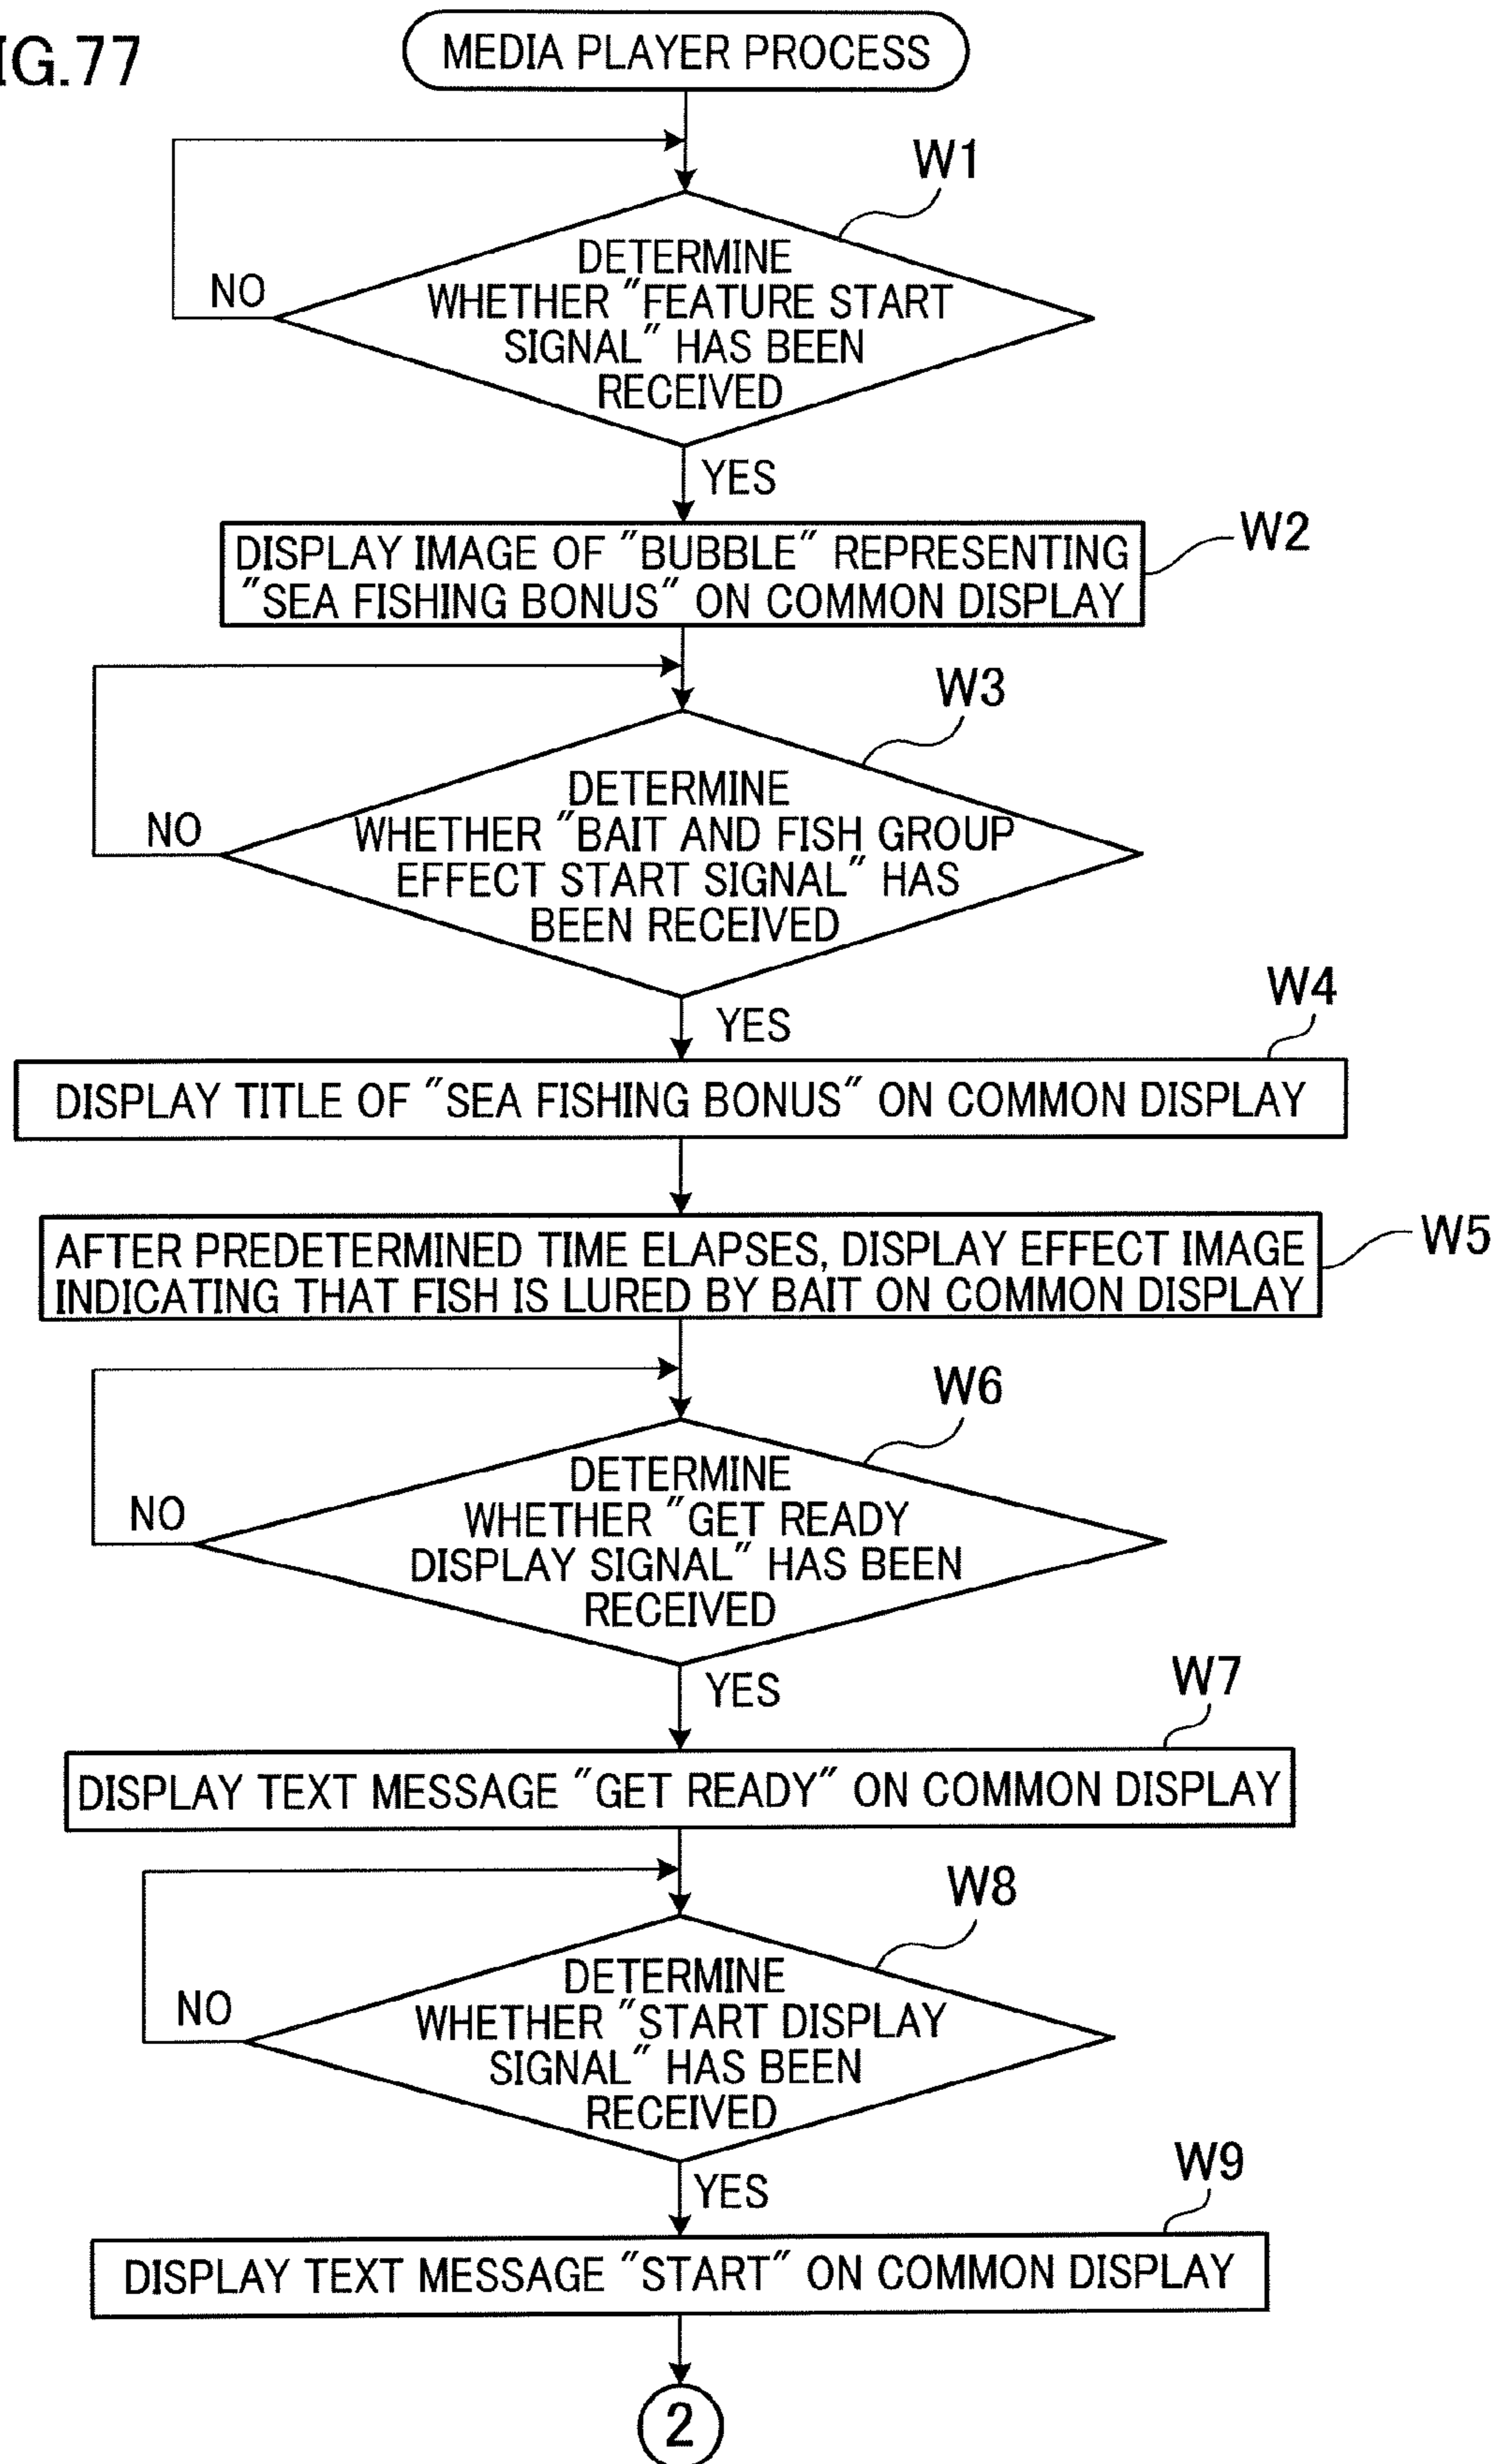 IG.77
MEDIA PLAYER PROCESS
W1
DETERMINE
WHETHER "FEATURE START
SIGNAL" HAS BEEN
RECEIVED
NO
YES
W2
DISPLAY IMAGE OF "BUBBLE" REPRESENTING
"SEA FISHING BONUS" ON COMMON DISPLAY
W3
DETERMINE
WHETHER "BAIT AND FISH GROUP
EFFECT START SIGNAL" HAS
BEEN RECEIVED
NO
YES
W4
DISPLAY TITLE OF "SEA FISHING BONUS" ON COMMON DISPLAY
W5
AFTER PREDETERMINED TIME ELAPSES, DISPLAY EFFECT IMAGE
INDICATING THAT FISH IS LURED BY BAIT ON COMMON DISPLAY
W6
DETERMINE
WHETHER "GET READY
DISPLAY SIGNAL" HAS BEEN
RECEIVED
NO
YES
W7
DISPLAY TEXT MESSAGE "GET READY" ON COMMON DISPLAY
W8
DETERMINE
WHETHER "START DISPLAY
SIGNAL" HAS BEEN
RECEIVED
NO
YES
W9
DISPLAY TEXT MESSAGE "START" ON COMMON DISPLAY
2